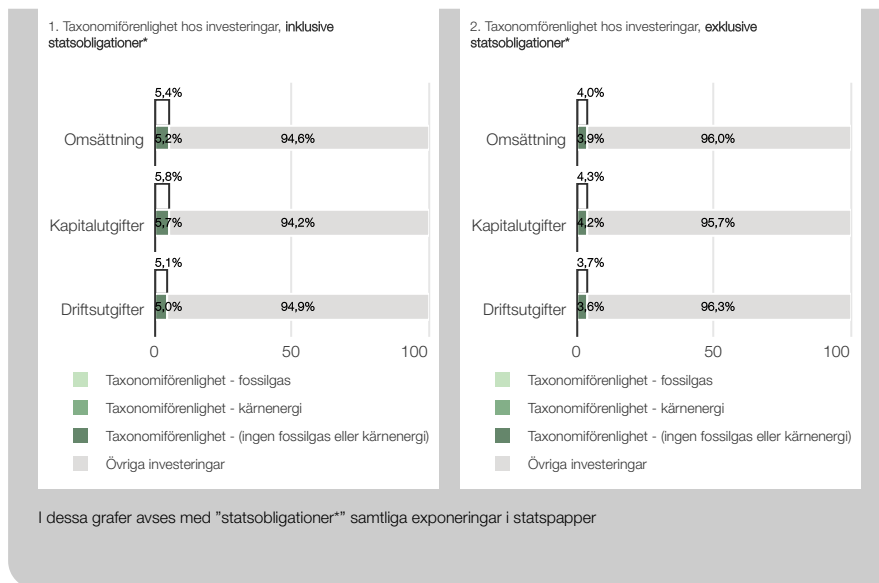 1. Taxonomiförenlighet hos investeringar, inklusive
statsobligationer*
5,4%
Omsättning 5,2% 94,6%
5,8%
Kapitalutgifter 5,7% 94,2%
5,1%
Driftsutgifter 5,0% 94,9%
0 50 100
Taxonomiförenlighet - fossilgas
Taxonomiförenlighet - kärnenergi
Taxonomiförenlighet - (ingen fossilgas eller kärnenergi)
Övriga investeringar
2. Taxonomförenlighet hos investeringar, exklusive
statsobligationer*
4,0%
Omsättning 3,9% 96,0%
4,3%
Kapitalutgifter 4,2% 95,7%
3,7%
Driftsutgifter 3,6% 96,3%
0 50 100
Taxonomiförenlighet - fossilgas
Taxonomiförenlighet - kärnenergi
Taxonomiförenlighet - (ingen fossilgas eller kärnenergi)
Övriga investeringar
I dessa grafer avses med ”statsobligationer*” samtliga exponeringar i statspapper